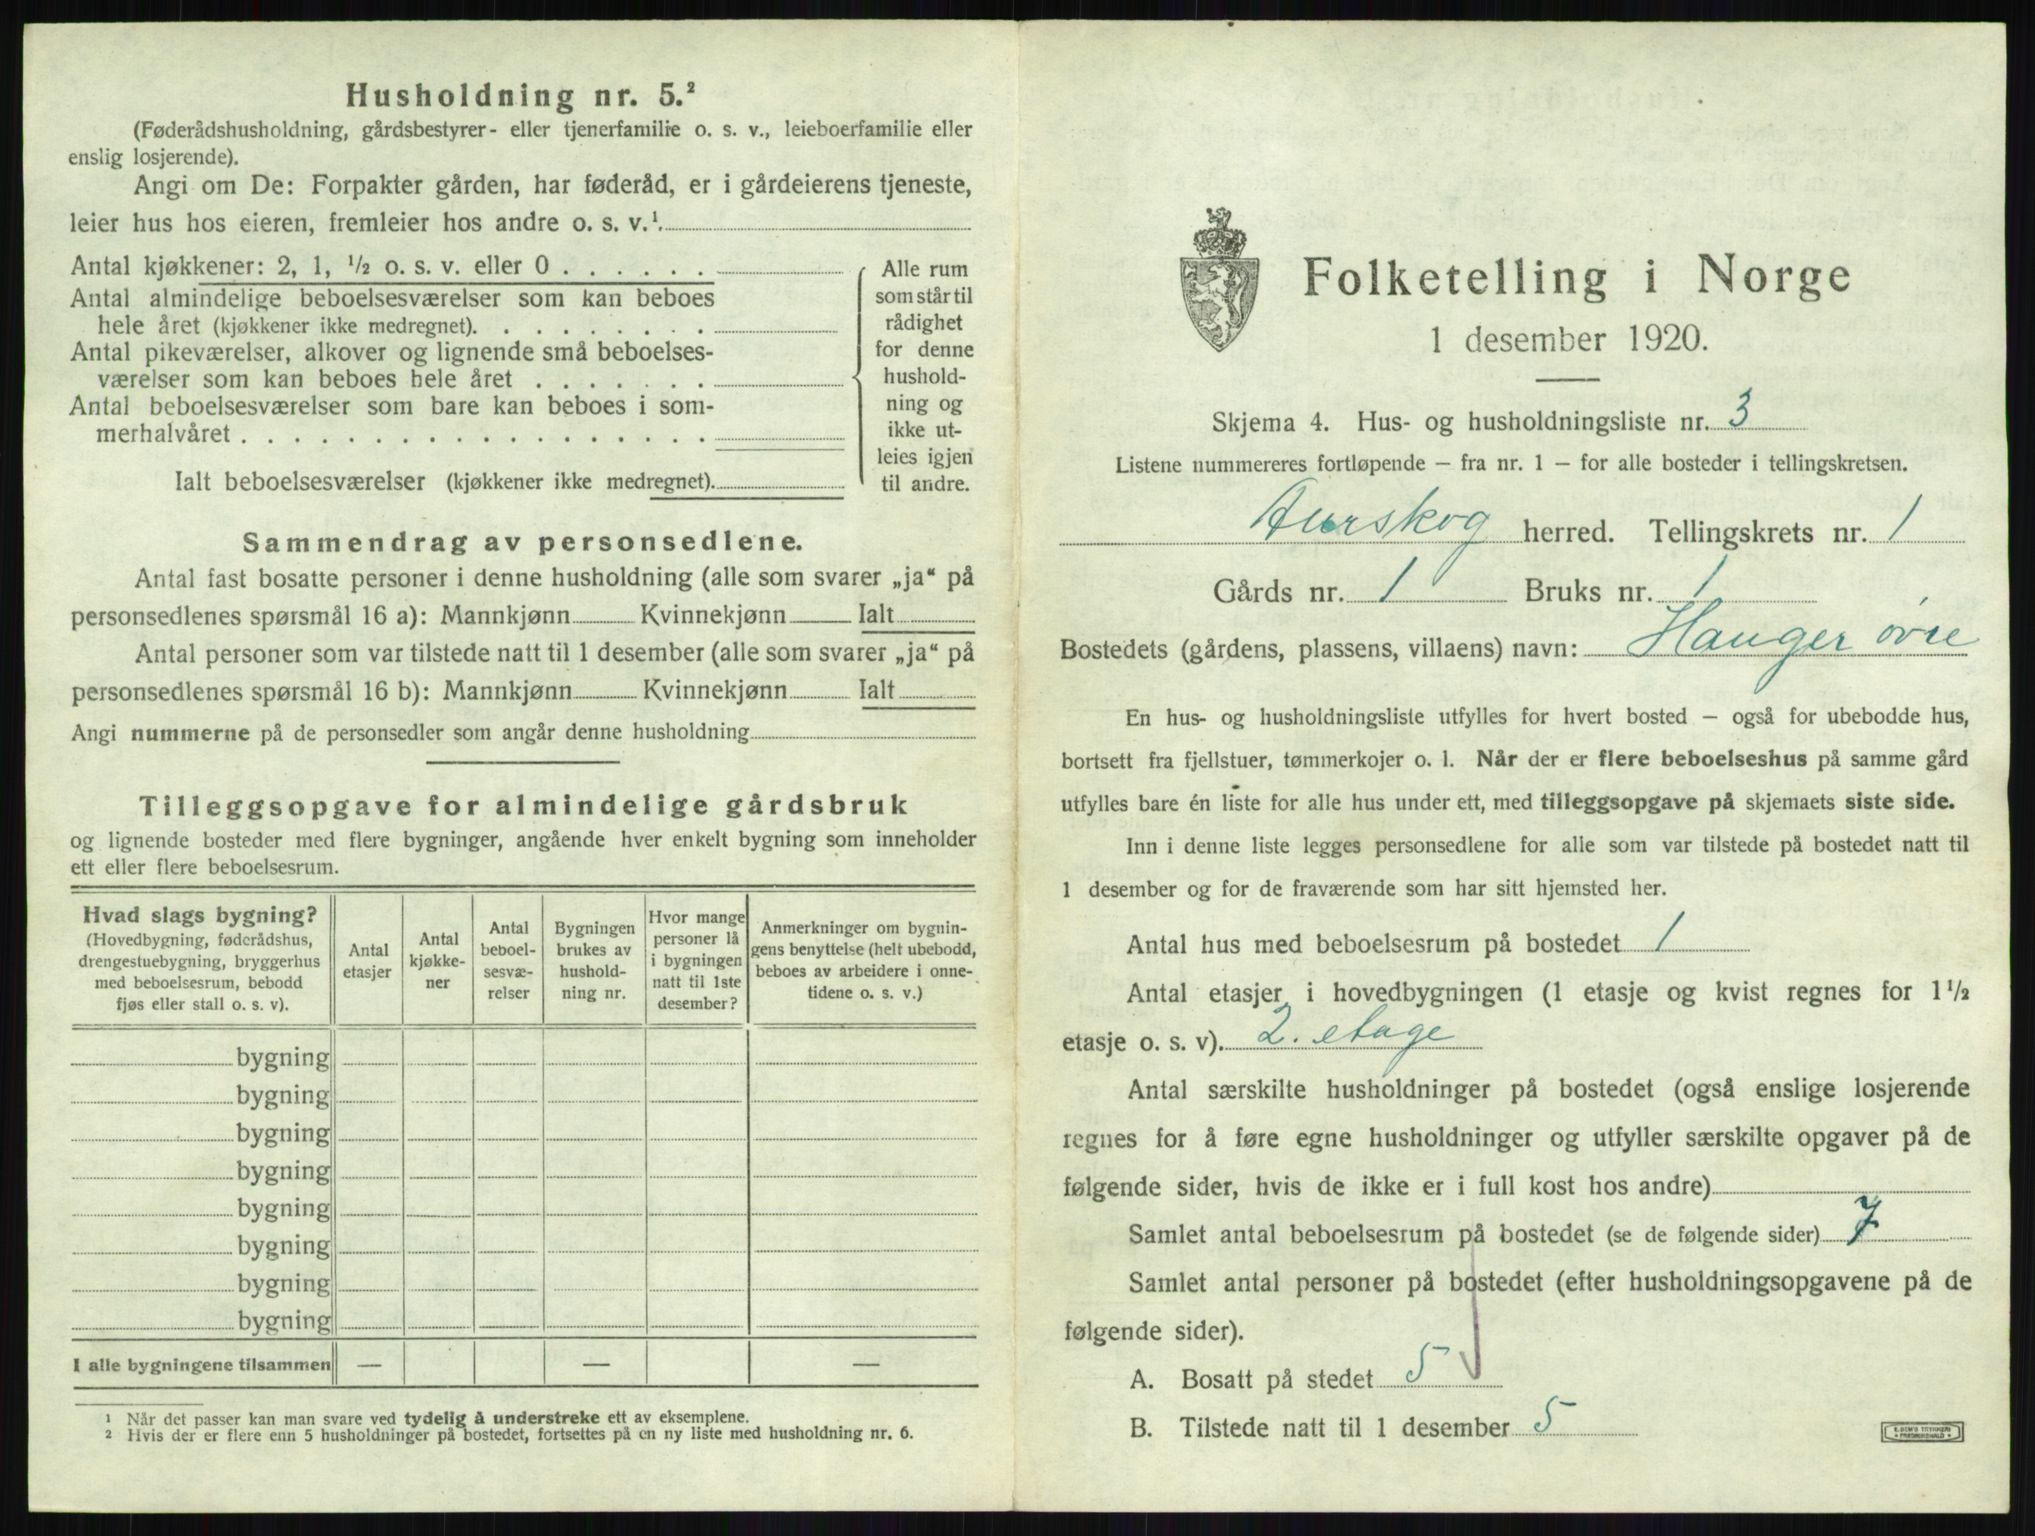 Husholdning nr. 5.²
(Føderådshusholdning, gårdsbestyrer- eller tjenerfamilie o. s. v., leieboerfamilie eller
enslig losjerende).
Angi om De: Forpakter gården, har føderåd, er i gårdeierens tjeneste,
leier hus hos eieren, fremleier hos andre o. s. v.¹
Antal kjøkkener: 2, 1, ½ o. s. v. eller 0 . . . . . .
Antal almindelige beboelsesværelser som kan beboes
hele året (kjøkkener ikke medregnet). . . . . . . . .
Antal pikeværelser, alkover og lignende små beboelses-
værelser som kan beboes hele året . . . . . . .
Antal beboelsesværelser som bare kan beboes i som-
merhalvåret . . . . . . . . . . . . . . . . . .
Ialt beboelsesværelser (kjøkkener ikke medregnet).
Alle rum
som står til
rådighet
for denne
hushold-
ning og
ikke ut-
leies igjen
til andre.
Sammendrag av personsedlene.
Antal fast bosatte personer i denne husholdning (alle som svarer „ja“ på
personsedlenes spørsmål 16 a): Mannkjønn Kvinnekjønn Ialt
Antal personer som var tilstede natt til 1 desember (alle som svarer „ja“ på
personsedlenes spørsmål 16 b): Mannkjønn Kvinnekjønn Ialt
Angi nummerne på de personsedler som angår denne husholdning
Tilleggsopgave for almindelige gårdsbruk
og lignende bosteder med flere bygninger, angående hver enkelt bygning som inneholder
ett eller flere beboelsesrum.
Hvad slags bygning?
(Hovedbygning, føderådshus,
drengestuebygning, bryggerhus
med beboelsesrum, bebodd
fjøs eller stall o. s. v).
Antal
etasjer
Antal
kjøkke-
ner
Antal
beboel-
sesvæ-
relser
Bygningen
brukes av
hushold-
ning nr.
Hvor mange
personer lå
i bygningen
natt til 1ste
desember?
Anmerkninger om bygnin-
gens benyttelse (helt ubebodd,
beboes av arbeidere i onne-
tidene o. s. v.)
bygning
bygning
bygning
bygning
bygning
bygning
bygning
bygning
I alle bygningene tilsammen — — —
¹ Når det passer kan man svare ved tydelig å understreke ett av eksemplene.
² Hvis der er flere enn 5 husholdninger på bostedet, fortsettes på en ny liste med husholdning nr. 6.
Folketelling i Norge
1 desember 1920.
Skjema 4. Hus- og husholdningsliste nr. 3
Listene nummereres fortløpende – fra nr. 1 – for alle bosteder i tellingskretsen.
Aurskog herred. Tellingskrets nr. 1
Gårds nr. 1 Bruks nr. 1
Bostedets (gårdens, plassens, villaens) navn: Hauger øvre
En hus- og husholdningsliste utfylles for hvert bosted – også for ubebodde hus,
bortsett fra fjellstuer, tømmerkojer o. l. Når der er flere beboelseshus på samme gård
utfylles bare én liste for alle hus under ett, med tilleggsopgave på skjemaets siste side.
Inn i denne liste legges personsedlene for alle som var tilstede på bostedet natt til
1 desember og for de fraværende som har sitt hjemsted her.
Antal hus med beboelsesrum på bostedet 1
Antal etasjer i hovedbygningen (1 etasje og kvist regnes for 1½
etasje o. s. v). 2. etage
Antal særskilte husholdninger på bostedet (også enslige losjerende
regnes for å føre egne husholdninger og utfyller særskilte opgaver på de
følgende sider, hvis de ikke er i full kost hos andre)
Samlet antal beboelsesrum på bostedet (se de følgende sider) 7
Samlet antal personer på bostedet (efter husholdningsopgavene på de
følgende sider).
A. Bosatt på stedet 5
B. Tilstede natt til 1 desember 5